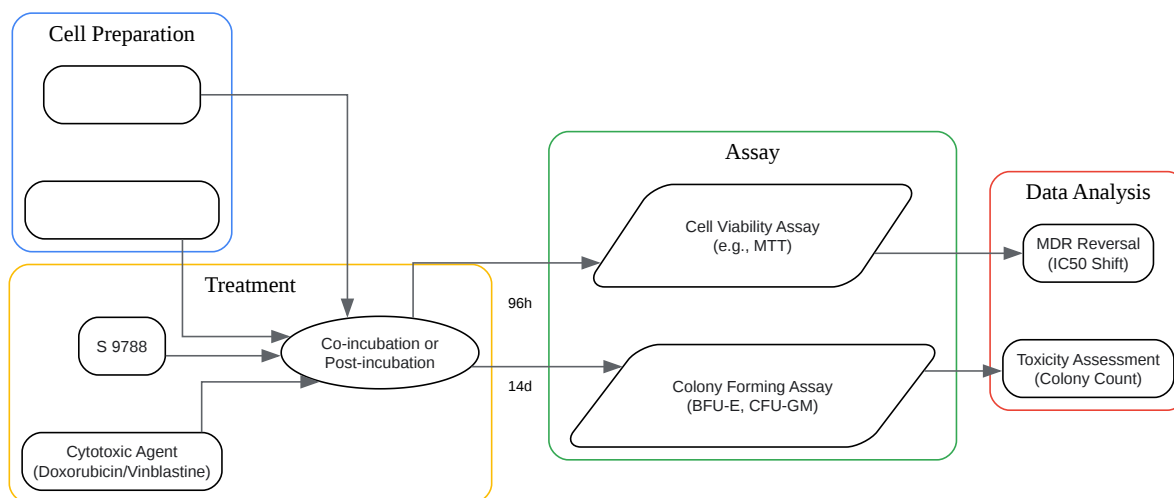 Cell Preparation
Treatment
S 9788
Cytotoxic Agent
(Doxorubicin/Vinblastine)
Co-incubation or
Post-incubation
96h
14d
Assay
Cell Viability Assay
(e.g., MTT)
Colony Forming Assay
(BFU-E, CFU-GM)
Data Analysis
MDR Reversal
(IC50 Shift)
Toxicity Assessment
(Colony Count)